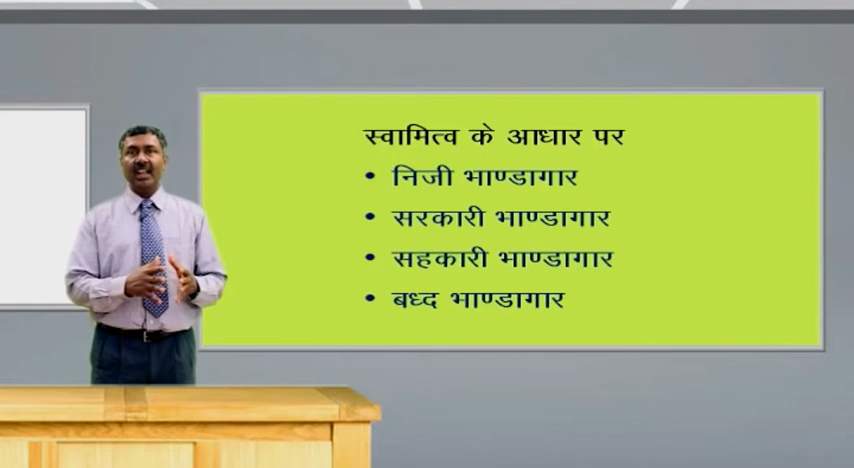 स्वामित्व के आधार पर
• निजी भाण्डागार
• सरकारी भाण्डागार
• सहकारी भाण्डागार
• बध्द भाण्डागार